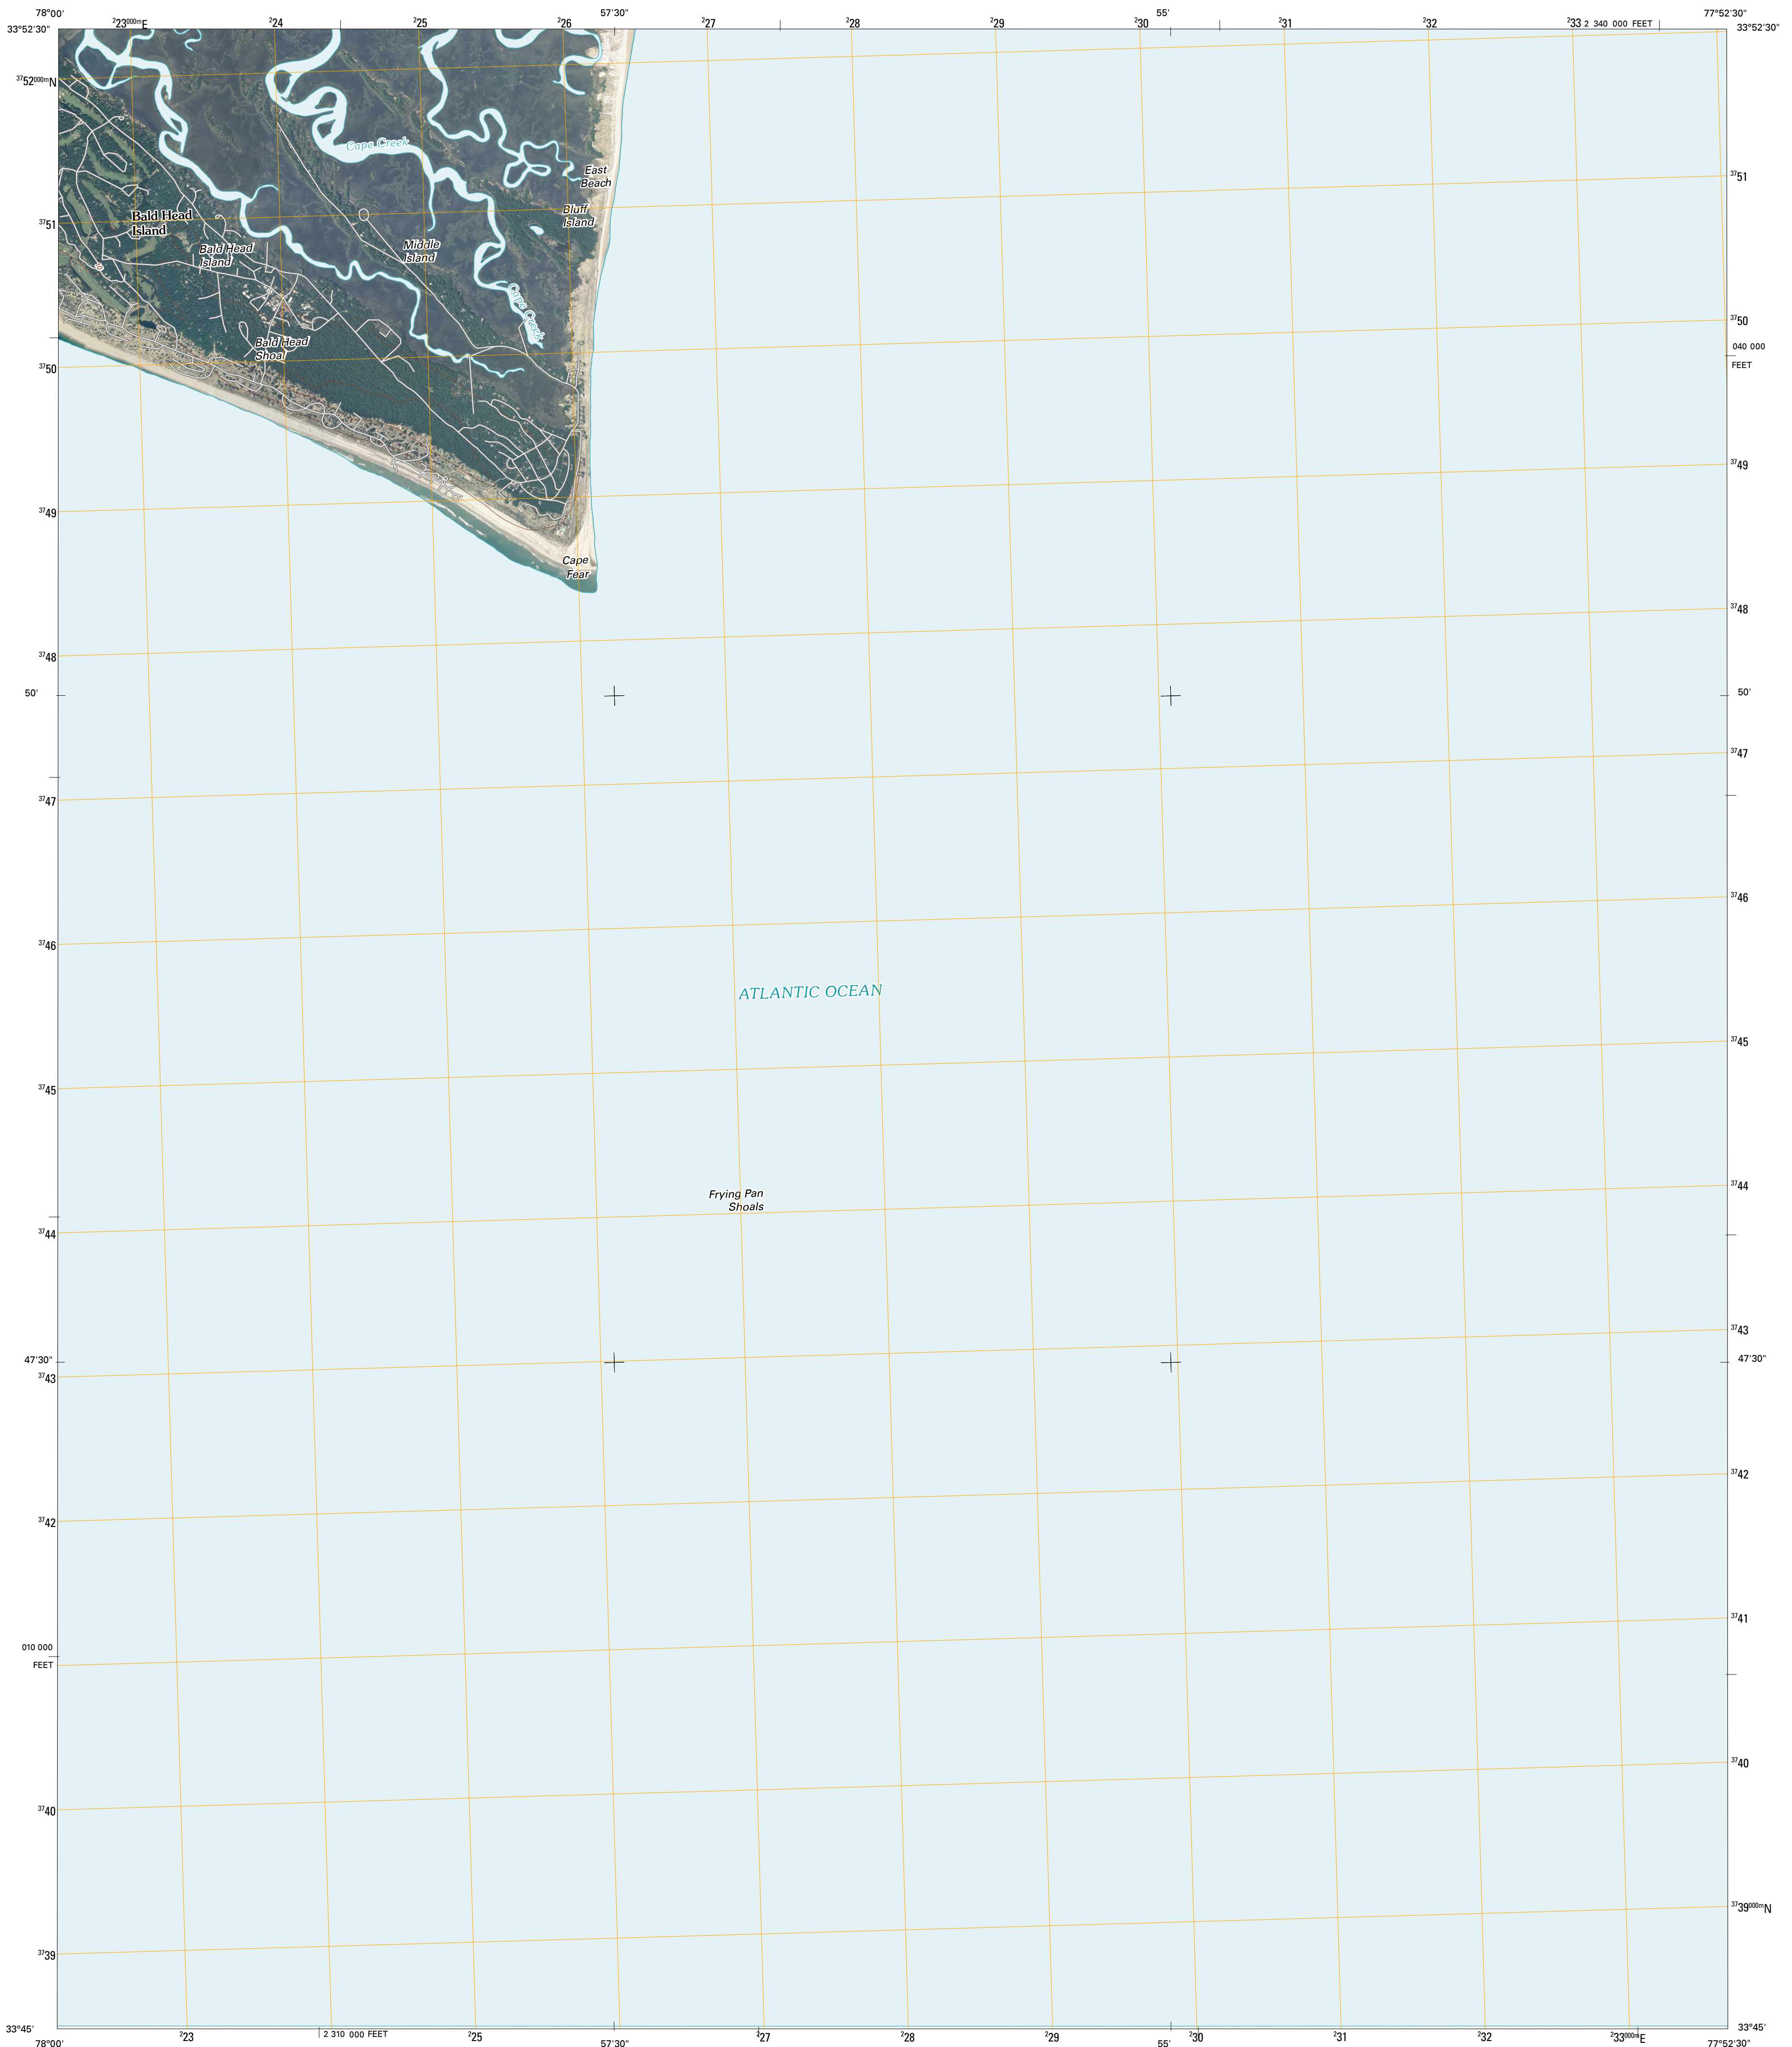 78°00'
²23⁰⁰⁰ᵐE
²24
²25
²26
57'30"
²27
²28
²29
²30
55'
²31
²32
²33
2 340 000 FEET
77°52'30"
33°52'30"
33°52'30"
³⁷52⁰⁰⁰ᵐN
Cape Creek
East
Beach
³⁷51
Bluff
Island
Bald Head
Island
³⁷51
Bald Head
Island
Middle
Island
Cape Creek
³⁷50
Bald Head
Shoal
040 000
FEET
³⁷50
³⁷49
³⁷49
Cape
Fear
³⁷48
³⁷48
50'
50'
³⁷47
³⁷47
³⁷46
³⁷46
ATLANTIC OCEAN
³⁷45
³⁷45
³⁷44
Frying Pan
Shoals
³⁷44
³⁷43
47'30"
47'30"
³⁷43
³⁷42
³⁷42
³⁷41
010 000
FEET
³⁷40
³⁷40
³⁷39⁰⁰⁰ᵐN
³⁷39
33°45'
33°45'
78°00'
²23
2 310 000 FEET
²25
57'30"
²27
²28
²29
55'
²30
²31
²32
²33⁰⁰⁰ᵐE
77°52'30"